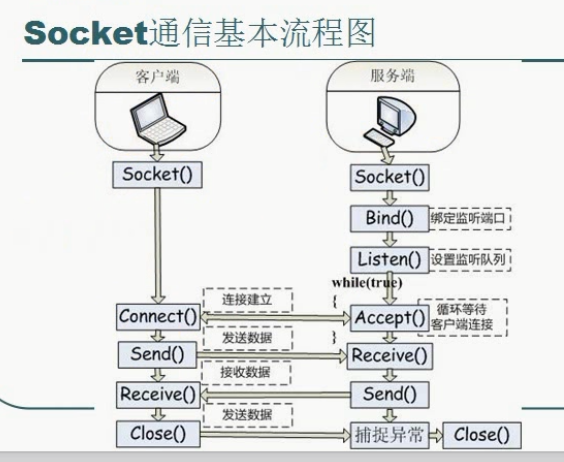 Socket通信基本流程图
客户端
服务端
Socket()
Socket()
Bind()
绑定监听端口
Listen()
设置监听队列
while(true)
{
连接建立
Connect()
Accept()
循环等待
客户端连接
发送数据
}
Send()
Receive()
接收数据
Receive()
Send()
发送数据
Close()
捕捉异常
Close()